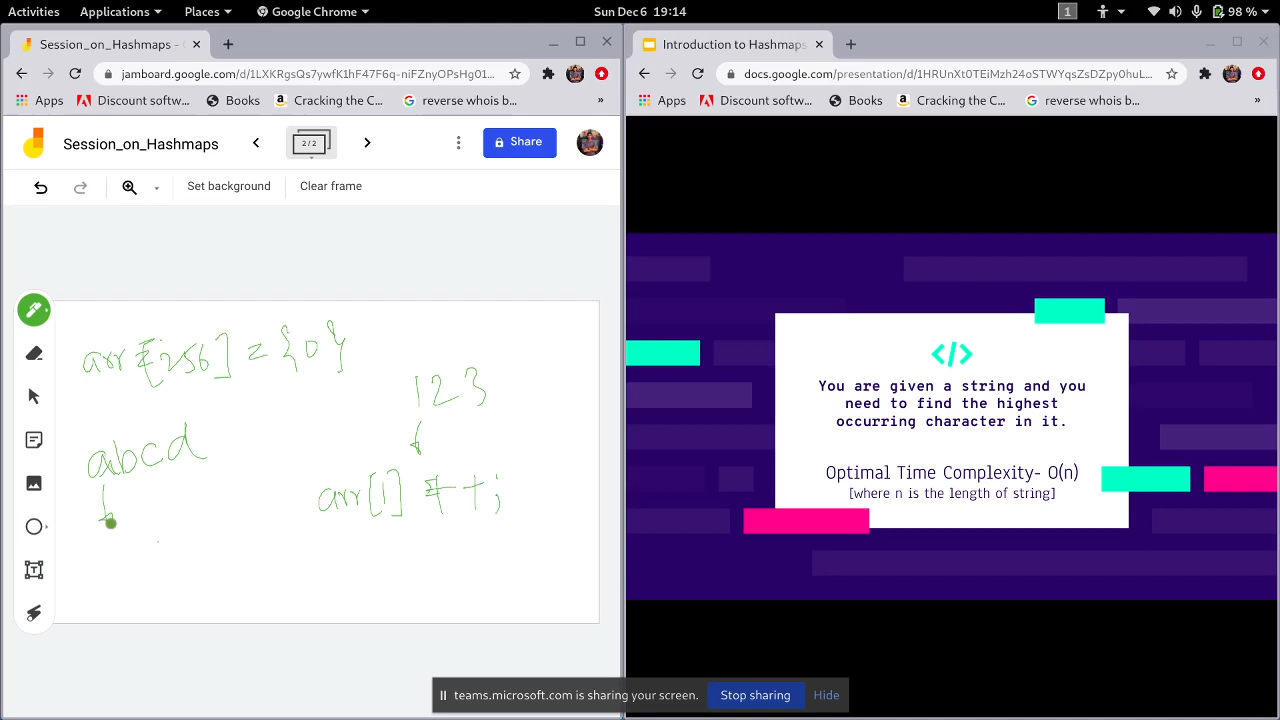 Activities Applications Places Google Chrome Sun Dec 6 19:14 1 98 %
Session_on_Hashmaps - G
jamboard.google.com/d/1LXKRgsQs7ywfK1hF47F6q-niFZnyOPsHg01...
Apps Discount softw... Books Cracking the C... reverse whois b... »
Session_on_Hashmaps 2/2 Share
Set background Clear frame
arr[256] = {0}
1 2 3
abcd
arr[1] ++;
Introduction to Hashmaps
docs.google.com/presentation/d/1HRUnXt0TEiMzh24oSTWYqsZsDZpy0huL...
Apps Discount softw... Books Cracking the C... reverse whois b... »
</>
You are given a string and you
need to find the highest
occurring character in it.
Optimal Time Complexity- O(n)
[where n is the length of string]
teams.microsoft.com is sharing your screen. Stop sharing Hide